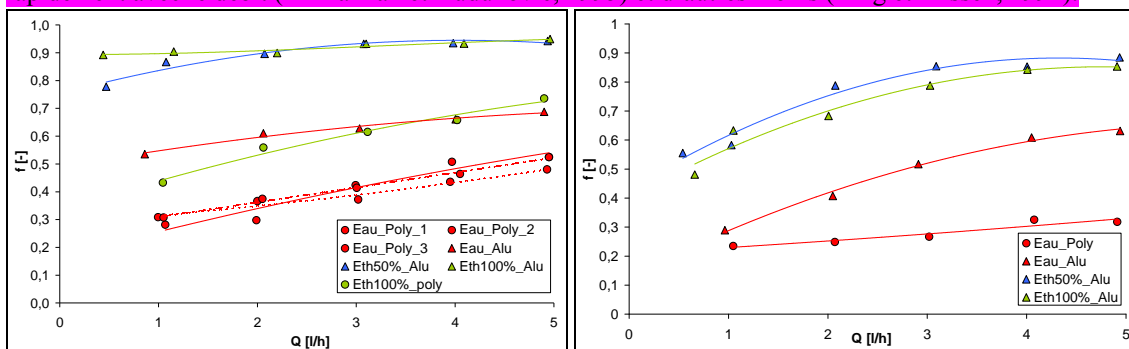 1,0
0,9
0,8
0,7
0,6
0,5
0,4
0,3
0,2
0,1
0,0
f [-]
0 1 2 3 4 5
Q [l/h]
Eau_Poly_1 Eau_Poly_2
Eau_Poly_3 Eau_Alu
Eth50%_Alu Eth100%_Alu
Eth100%_poly
1
0,9
0,8
0,7
0,6
0,5
0,4
0,3
0,2
0,1
0
f [-]
0 1 2 3 4 5
Q [l/h]
Eau_Poly
Eau_Alu
Eth50%_Alu
Eth100%_Alu